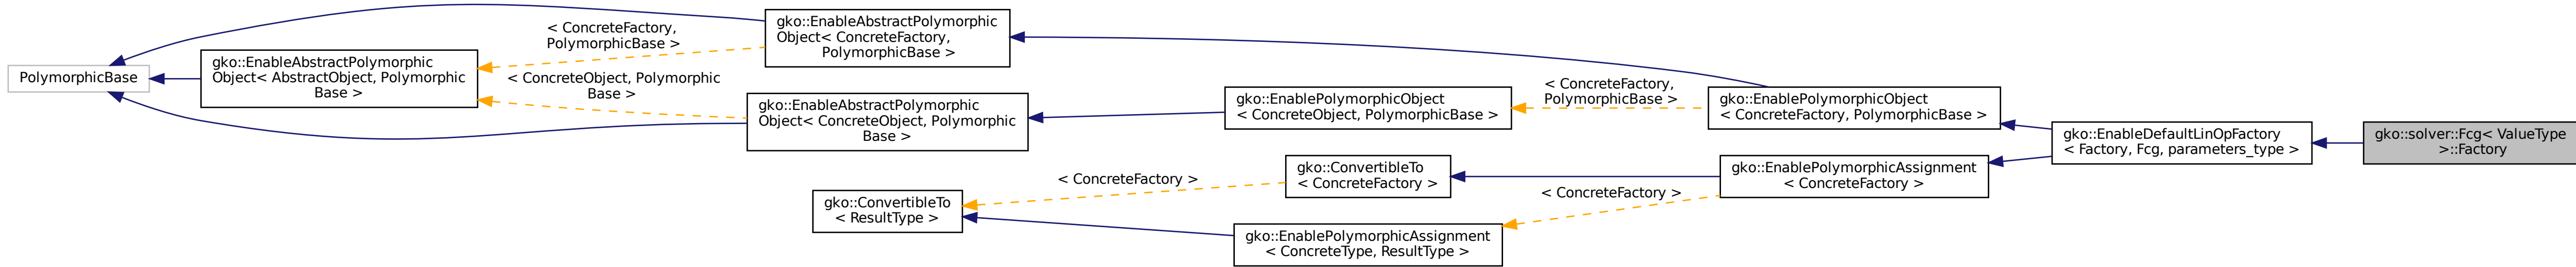 PolymorphicBase
gko::EnableAbstractPolymorphic
Object< AbstractObject, Polymorphic
Base >
< ConcreteFactory,
PolymorphicBase >
< ConcreteObject, Polymorphic
Base >
gko::EnableAbstractPolymorphic
Object< ConcreteFactory,
PolymorphicBase >
gko::EnableAbstractPolymorphic
Object< ConcreteObject, Polymorphic
Base >
gko::ConvertibleTo
< ResultType >
< ConcreteFactory >
gko::EnablePolymorphicObject
< ConcreteObject, PolymorphicBase >
gko::ConvertibleTo
< ConcreteFactory >
gko::EnablePolymorphicAssignment
< ConcreteType, ResultType >
< ConcreteFactory,
PolymorphicBase >
< ConcreteFactory >
gko::EnablePolymorphicObject
< ConcreteFactory, PolymorphicBase >
gko::EnablePolymorphicAssignment
< ConcreteFactory >
gko::EnableDefaultLinOpFactory
< Factory, Fcg, parameters_type >
gko::solver::Fcg< ValueType
>::Factory